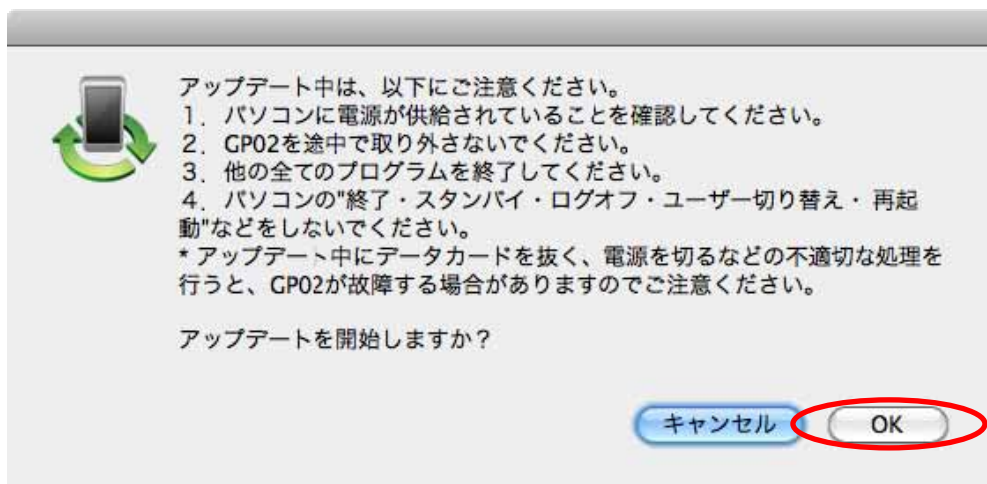 アップデート中は、以下にご注意ください。
1．パソコンに電源が供給されていることを確認してください。
2．GP02を途中で取り外さないでください。
3．他の全てのプログラムを終了してください。
4．パソコンの"終了・スタンバイ・ログオフ・ユーザー切り替え・ 再起
動"などをしないでください。
* アップデート中にデータカードを抜く、電源を切るなどの不適切な処理を
行うと、GP02が故障する場合がありますのでご注意ください。
アップデートを開始しますか？
キャンセル OK